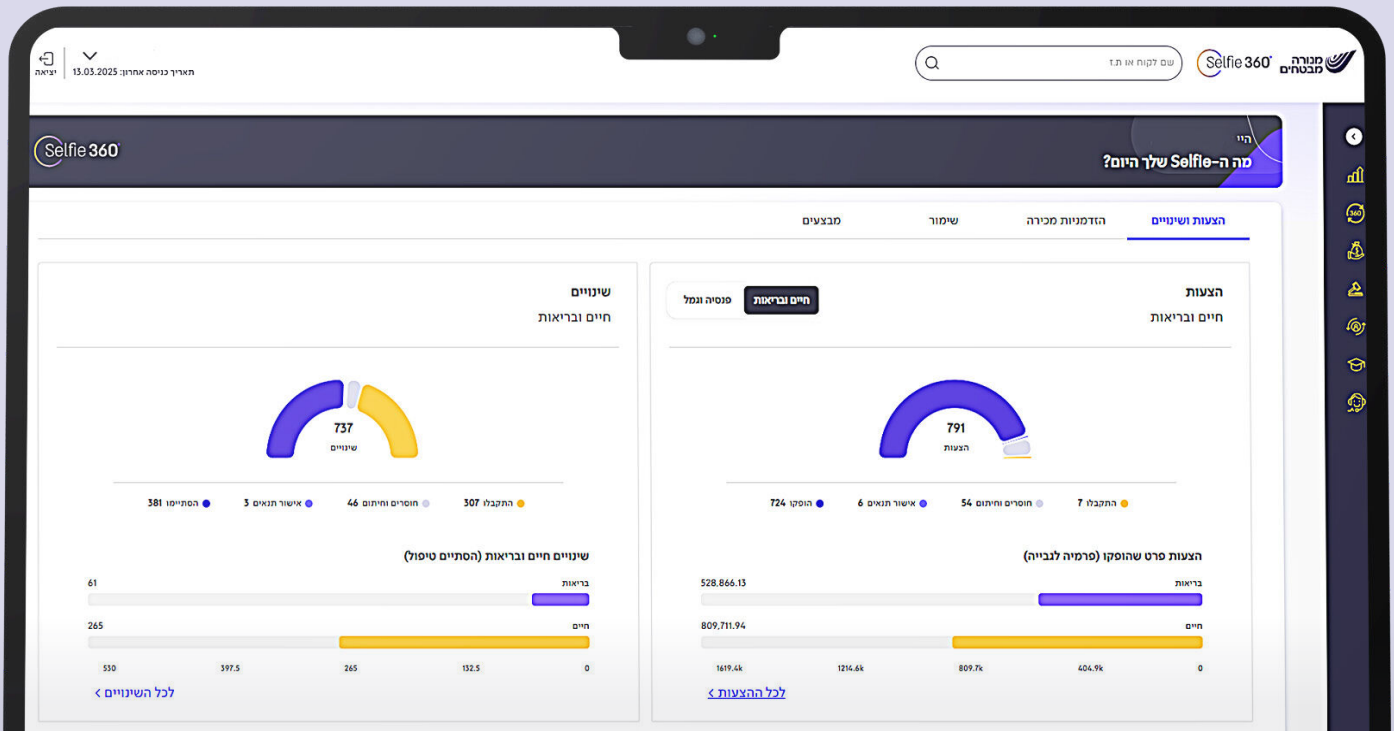 מנורה
מבטחים
Selfie 360°
שם לקוח או ת.ז
תאריך כניסה אחרון: 13.03.2025
יציאה
היי
מה ה-Selfie שלך היום?
Selfie 360°
360
הצעות ושינויים
הזדמניות מכירה
שימור
מבצעים
הצעות
חיים ובריאות
חיים ובריאות
פנסיה וגמל
791
הצעות
התקבלו 7
חוסרים וחיתום 54
אישור תנאים 6
הופקו 724
הצעות פרט שהופקו (פרמיה לגבייה)
בריאות 528,866.13
חיים 809,711.94
0 404.9k 809.7k 1214.6k 1619.4k
לכל ההצעות >
שינויים
חיים ובריאות
737
שינויים
התקבלו 307
חוסרים וחיתום 46
אישור תנאים 3
הסתיימו 381
שינויים חיים ובריאות (הסתיים טיפול)
בריאות 61
חיים 265
0 132.5 265 397.5 530
לכל השינויים >